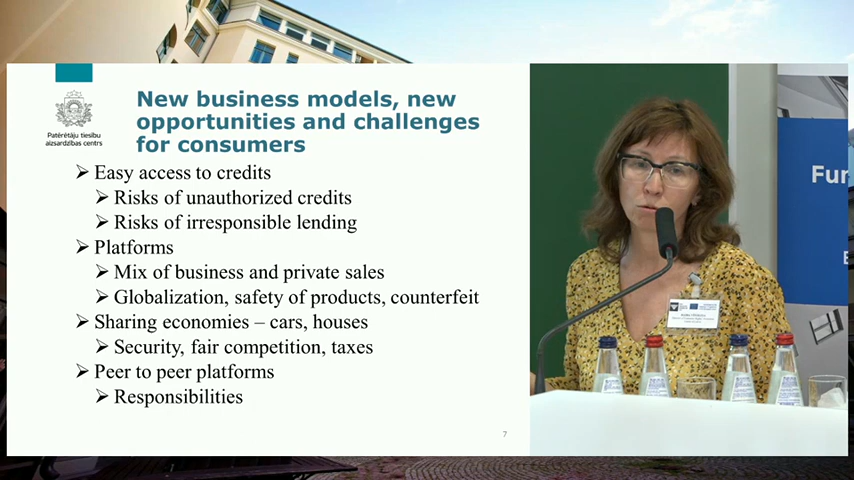 New business models, new
opportunities and challenges
for consumers
Patērētāju tiesību
aizsardzības centrs
➢ Easy access to credits
➢ Risks of unauthorized credits
➢ Risks of irresponsible lending
➢ Platforms
➢ Mix of business and private sales
➢ Globalization, safety of products, counterfeit
➢ Sharing economies – cars, houses
➢ Security, fair competition, taxes
➢ Peer to peer platforms
➢ Responsibilities
7
Fur
E